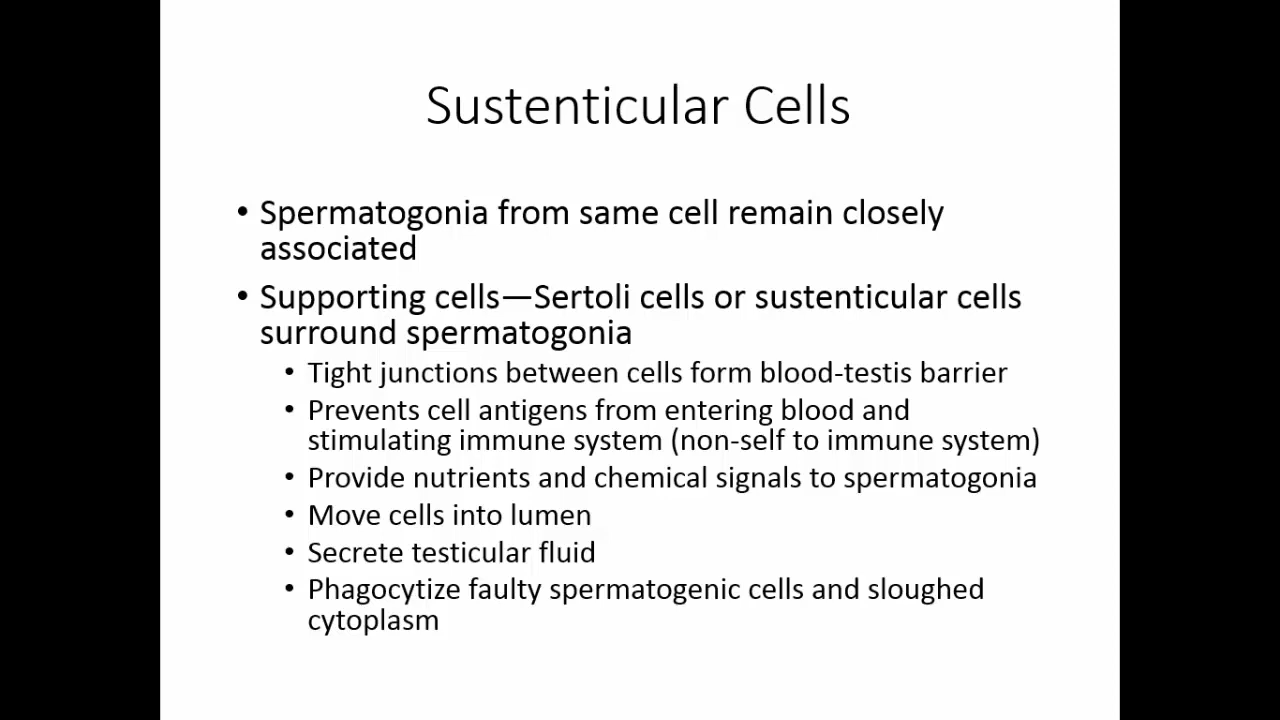 Sustenticular Cells
• Spermatogonia from same cell remain closely
associated
• Supporting cells—Sertoli cells or sustenticular cells
surround spermatogonia
• Tight junctions between cells form blood-testis barrier
• Prevents cell antigens from entering blood and
stimulating immune system (non-self to immune system)
• Provide nutrients and chemical signals to spermatogonia
• Move cells into lumen
• Secrete testicular fluid
• Phagocytize faulty spermatogenic cells and sloughed
cytoplasm